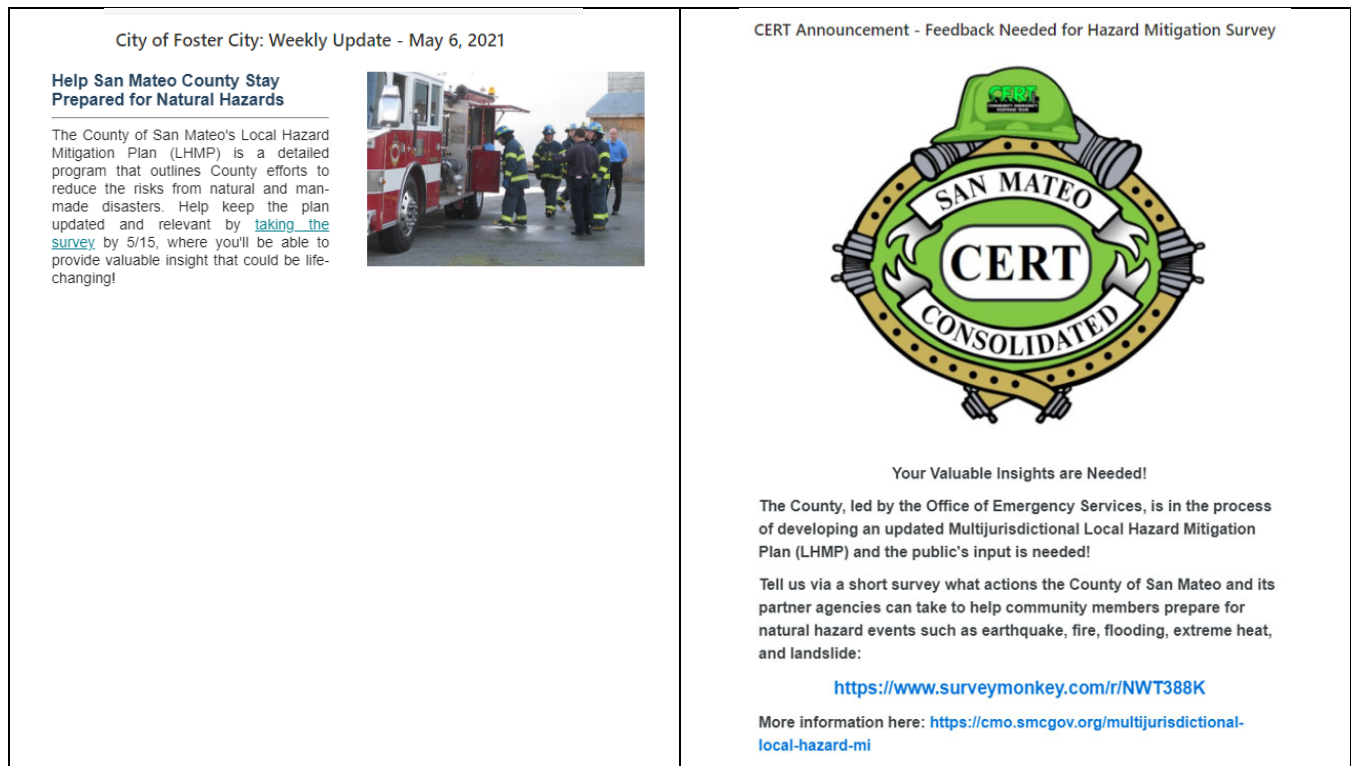 City of Foster City: Weekly Update - May 6, 2021
Help San Mateo County Stay
Prepared for Natural Hazards
The County of San Mateo's Local Hazard
Mitigation Plan (LHMP) is a detailed
program that outlines County efforts to
reduce the risks from natural and man-
made disasters. Help keep the plan
updated and relevant by taking the
survey by 5/15, where you'll be able to
provide valuable insight that could be life-
changing!
CERT Announcement - Feedback Needed for Hazard Mitigation Survey
CERT
COMMUNITY EMERGENCY
RESPONSE TEAM
SAN MATEO
CERT
CONSOLIDATED
Your Valuable Insights are Needed!
The County, led by the Office of Emergency Services, is in the process
of developing an updated Multijurisdictional Local Hazard Mitigation
Plan (LHMP) and the public's input is needed!
Tell us via a short survey what actions the County of San Mateo and its
partner agencies can take to help community members prepare for
natural hazard events such as earthquake, fire, flooding, extreme heat,
and landslide:
https://www.surveymonkey.com/r/NWT388K
More information here: https://cmo.smcgov.org/multijurisdictional-
local-hazard-mi